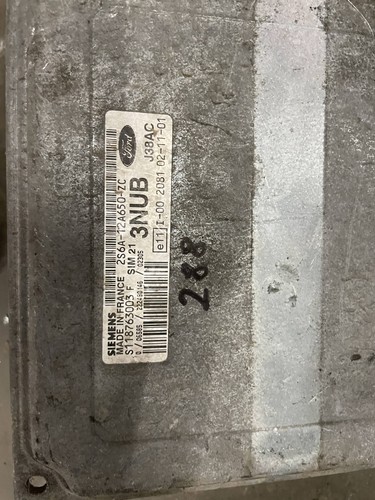 SIEMENS
MADE IN FRANCE 2S6A-12A650-ZC
S118763003 F SIM 21 3NUB
Ford
J38AC
e11 I-00 2081 02-11-01
288